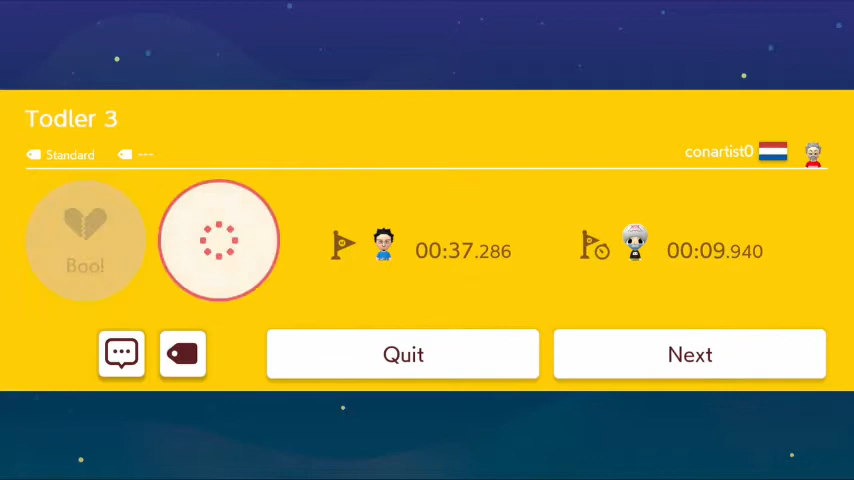 Todler 3
Standard
---
conartist0
Boo!
00:37.286
00:09.940
Quit
Next